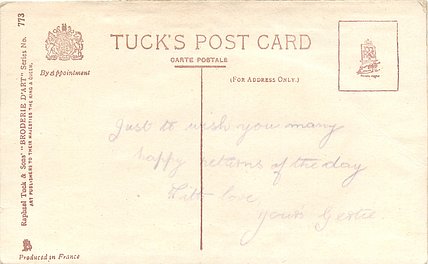 Raphael Tuck & Sons' "BRODERIE D'ART" Series No. 773
ART PUBLISHERS TO THEIR MAJESTIES THE KING & QUEEN.
By Appointment
TUCK'S POST CARD
CARTE POSTALE
(FOR ADDRESS ONLY.)
Just to wish you many
happy returns of the day
With love,
yours Gertie.
Produced in France